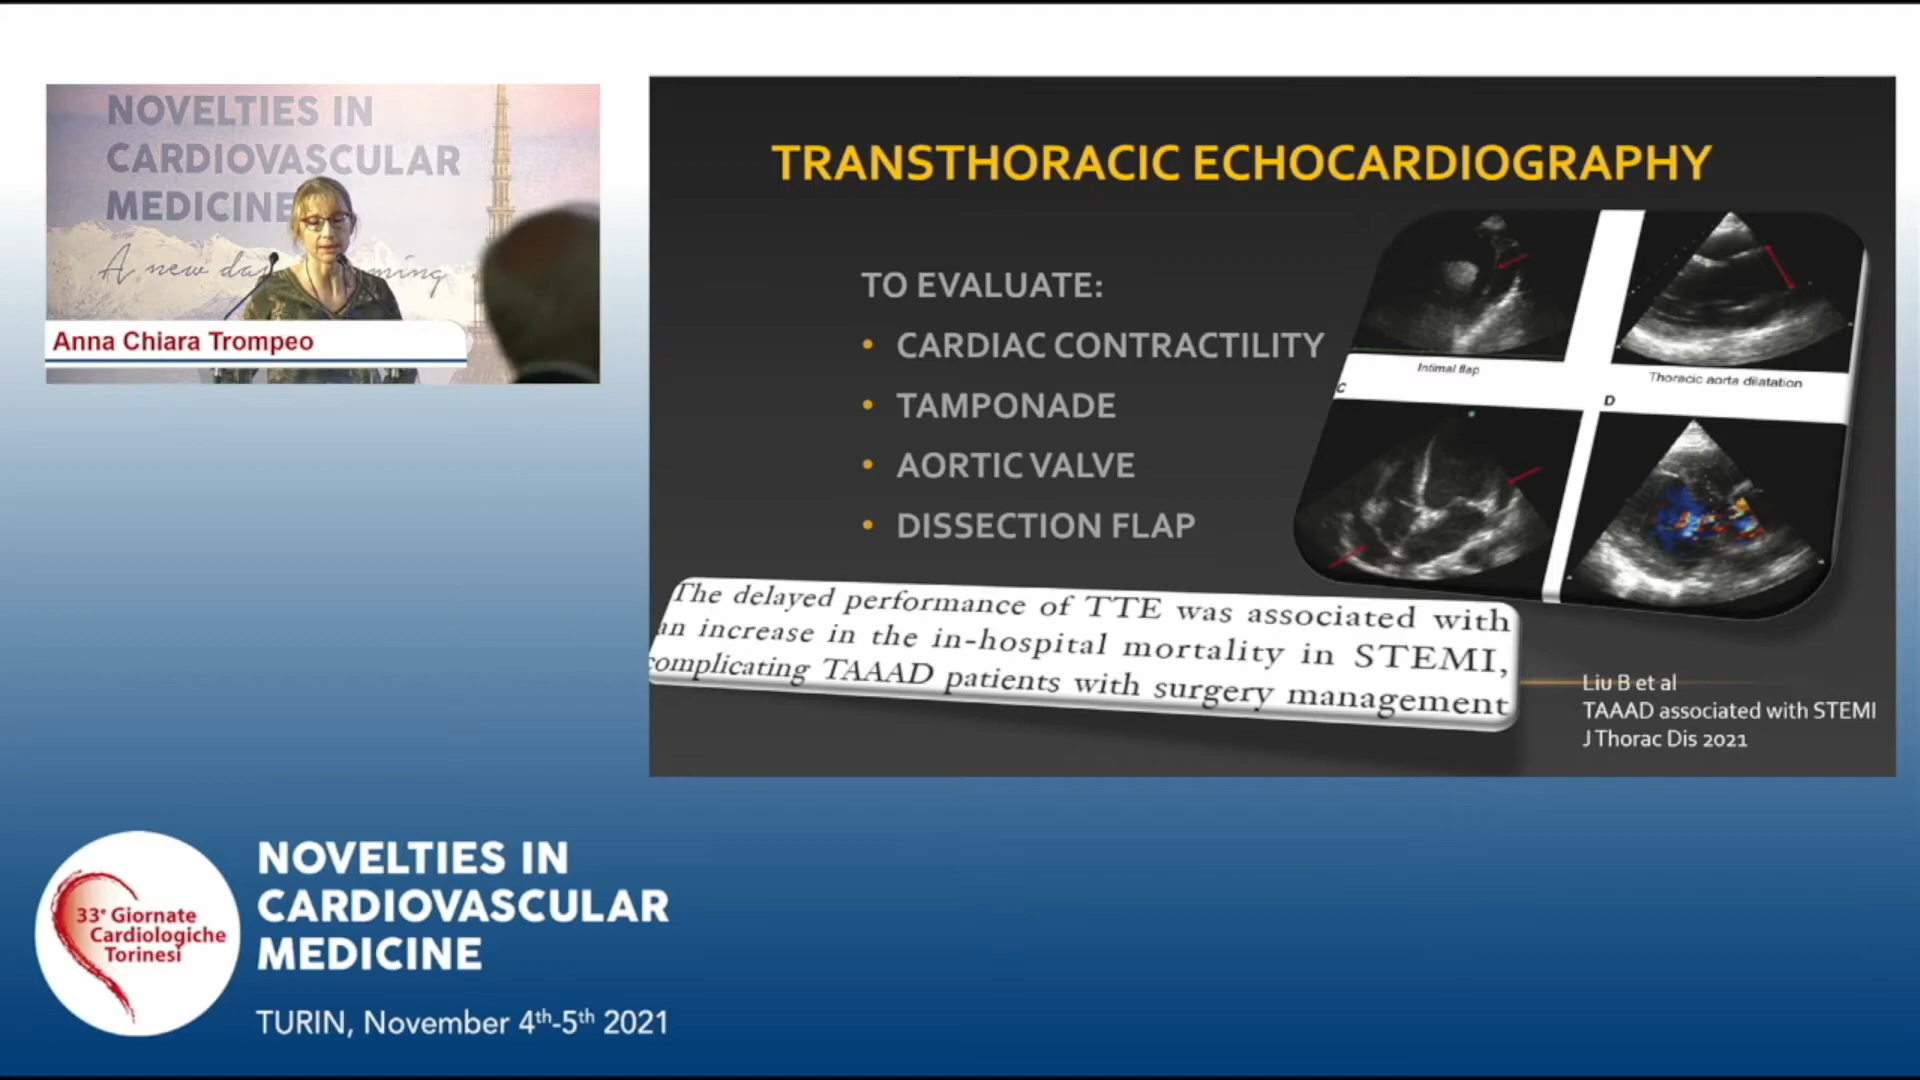 NOVELTIES IN
CARDIOVASCULAR
MEDICINE
A new da ming
Anna Chiara Trompeo
TRANSTHORACIC ECHOCARDIOGRAPHY
TO EVALUATE:
• CARDIAC CONTRACTILITY
• TAMPONADE
• AORTIC VALVE
• DISSECTION FLAP
Intimal flap
Thoracic aorta dilatation
C
D
The delayed performance of TTE was associated with
an increase in the in-hospital mortality in STEMI,
complicating TAAAD patients with surgery management
Liu B et al
TAAAD associated with STEMI
J Thorac Dis 2021
33° Giornate
Cardiologiche
Torinesi
NOVELTIES IN
CARDIOVASCULAR
MEDICINE
TURIN, November 4th-5th 2021